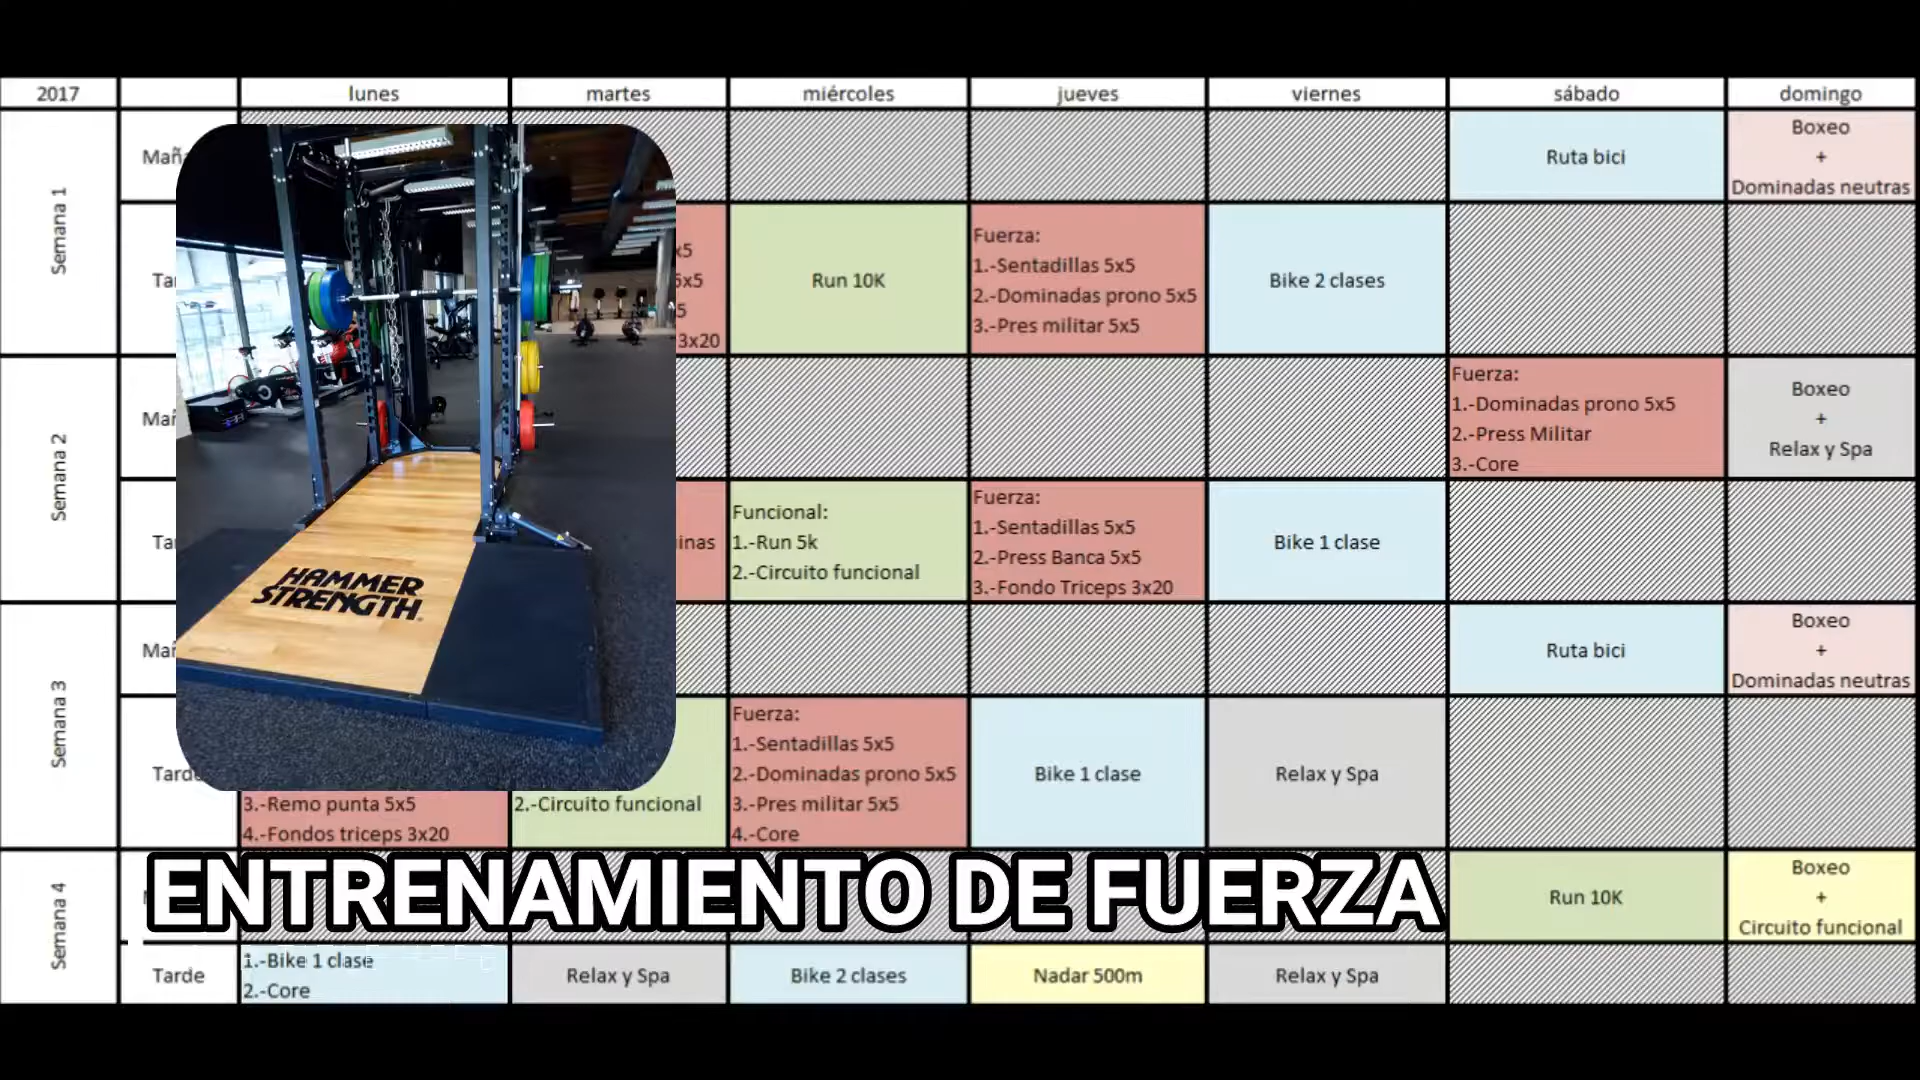 2017
lunes
martes
miércoles
jueves
viernes
sábado
domingo
Semana 1
Ruta bici
Boxeo
+
Dominadas neutras
3x20
Run 10K
Fuerza:
1.-Sentadillas 5x5
2.-Dominadas prono 5x5
3.-Pres militar 5x5
Bike 2 clases
Semana 2
Fuerza:
1.-Dominadas prono 5x5
2.-Press Militar
3.-Core
Boxeo
+
Relax y Spa
Funcional:
1.-Run 5k
2.-Circuito funcional
Fuerza:
1.-Sentadillas 5x5
2.-Press Banca 5x5
3.-Fondo Triceps 3x20
Bike 1 clase
HAMMER
STRENGTH
Semana 3
Ruta bici
Boxeo
+
Dominadas neutras
Tarde
3.-Remo punta 5x5
4.-Fondos triceps 3x20
2.-Circuito funcional
Fuerza:
1.-Sentadillas 5x5
2.-Dominadas prono 5x5
3.-Pres militar 5x5
4.-Core
Bike 1 clase
Relax y Spa
Semana 4
ENTRENAMIENTO DE FUERZA
Run 10K
Boxeo
+
Circuito funcional
Tarde
1.-Bike 1 clase
2.-Core
Relax y Spa
Bike 2 clases
Nadar 500m
Relax y Spa